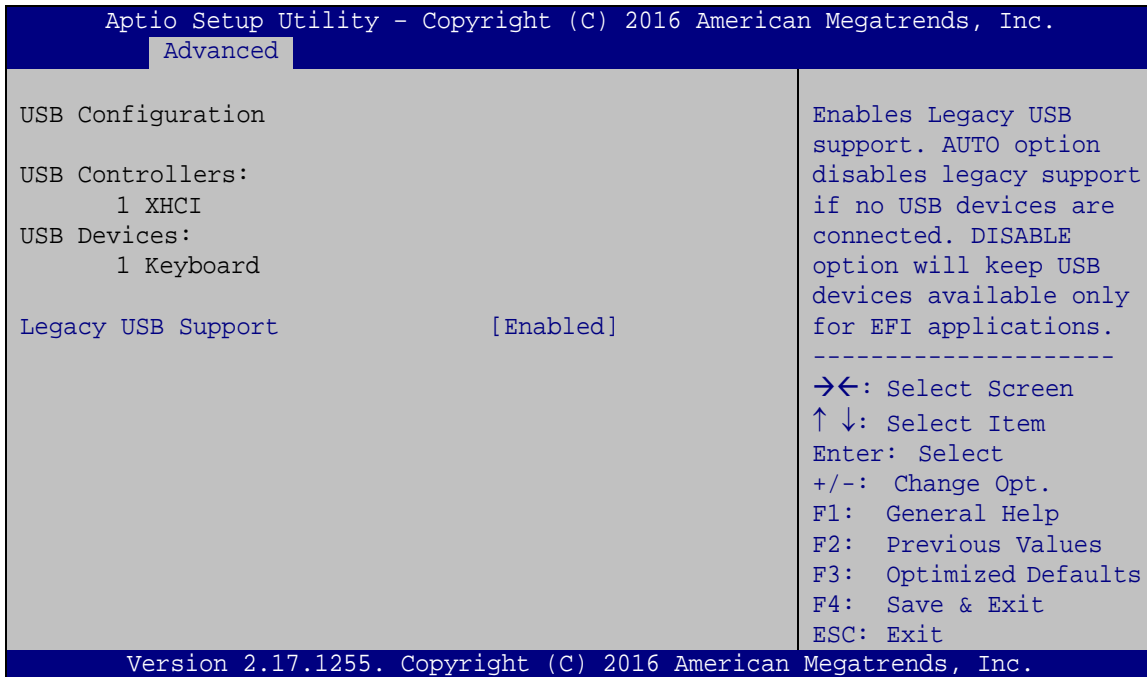 Aptio Setup Utility – Copyright (C) 2016 American Megatrends, Inc.
Advanced
USB Configuration
USB Controllers:
1 XHCI
USB Devices:
1 Keyboard
Legacy USB Support [Enabled]
Enables Legacy USB
support. AUTO option
disables legacy support
if no USB devices are
connected. DISABLE
option will keep USB
devices available only
for EFI applications.
---------------------
→←: Select Screen
↑ ↓: Select Item
Enter: Select
+/-: Change Opt.
F1: General Help
F2: Previous Values
F3: Optimized Defaults
F4: Save & Exit
ESC: Exit
Version 2.17.1255. Copyright (C) 2016 American Megatrends, Inc.